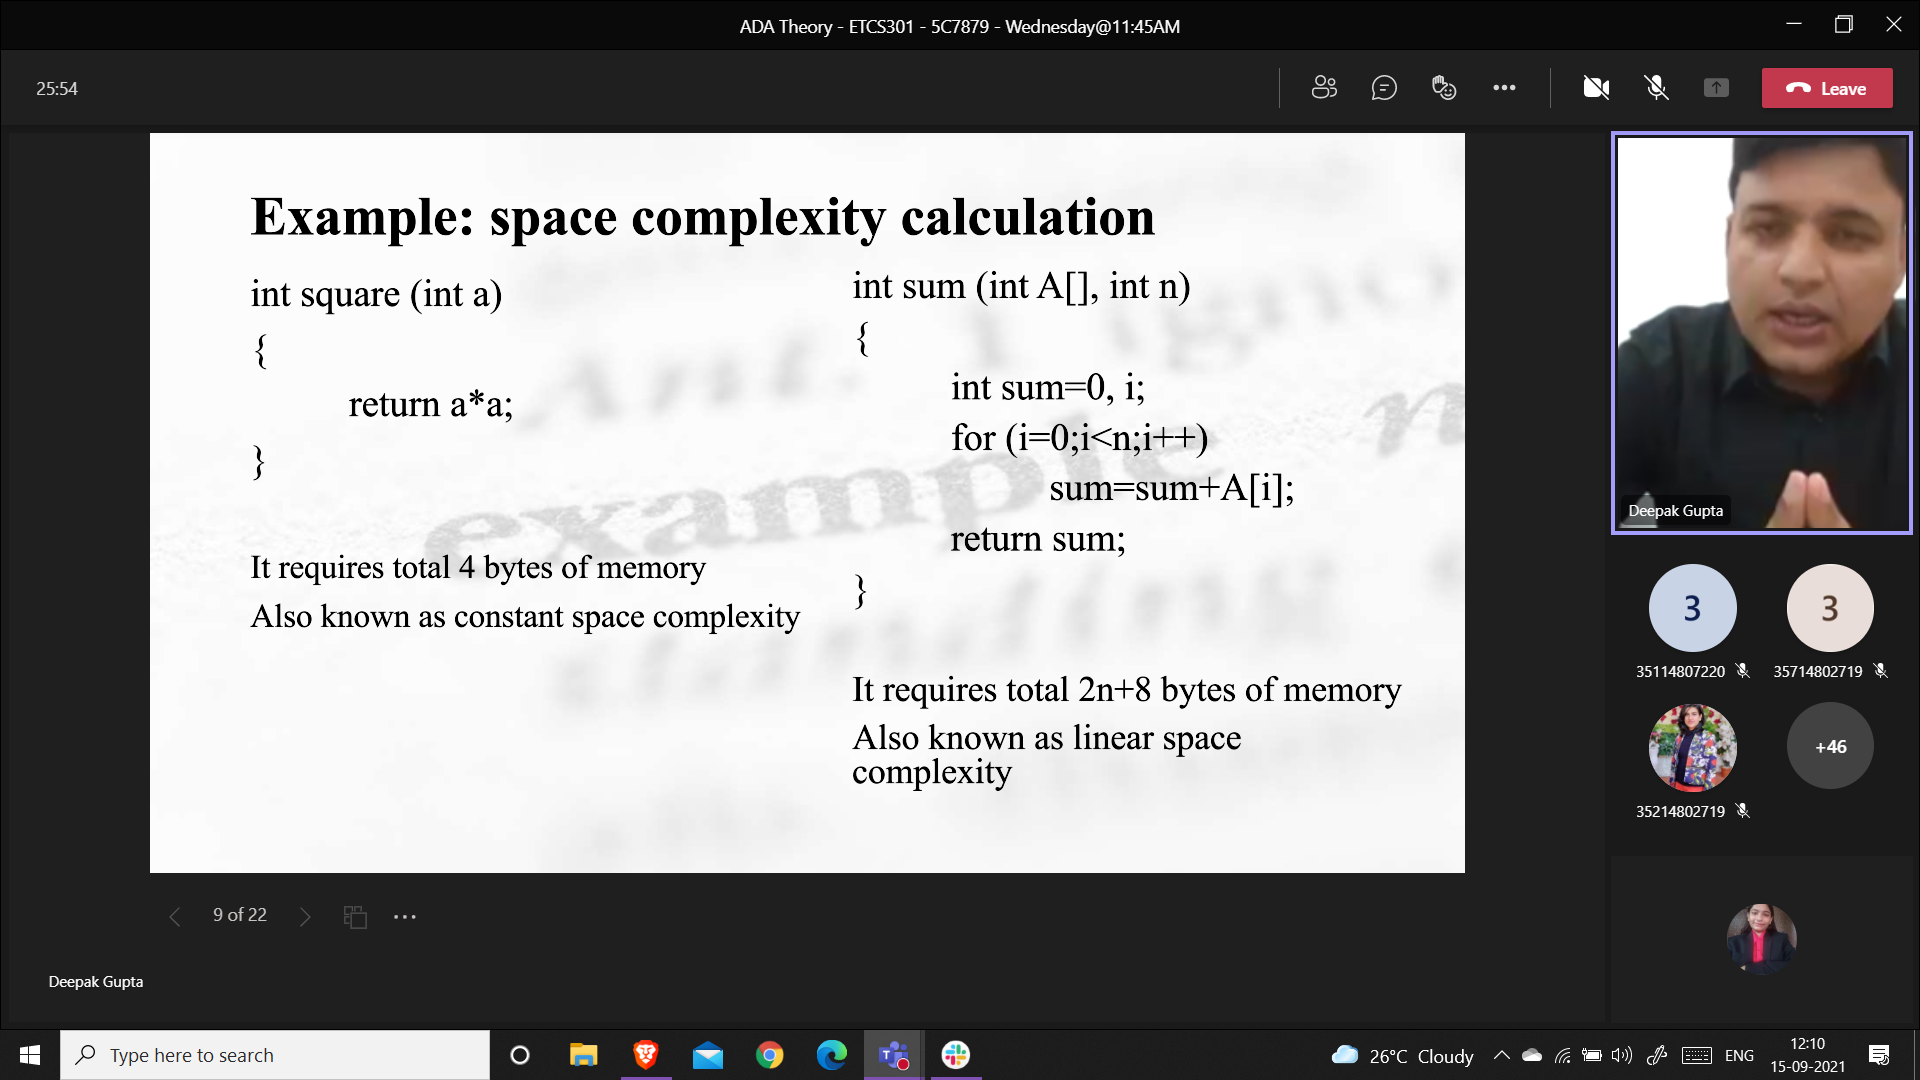 ADA Theory - ETCS301 - 5C7879 - Wednesday@11:45AM
25:54
Leave
Example: space complexity calculation
int square (int a)
{
return a*a;
}
It requires total 4 bytes of memory
Also known as constant space complexity
int sum (int A[], int n)
{
int sum=0, i;
for (i=0;i<n;i++)
sum=sum+A[i];
return sum;
}
It requires total 2n+8 bytes of memory
Also known as linear space
complexity
example
Deepak Gupta
3
35114807220
3
35714802719
35214802719
+46
9 of 22
Deepak Gupta
Type here to search
26°C Cloudy
ENG
12:10
15-09-2021